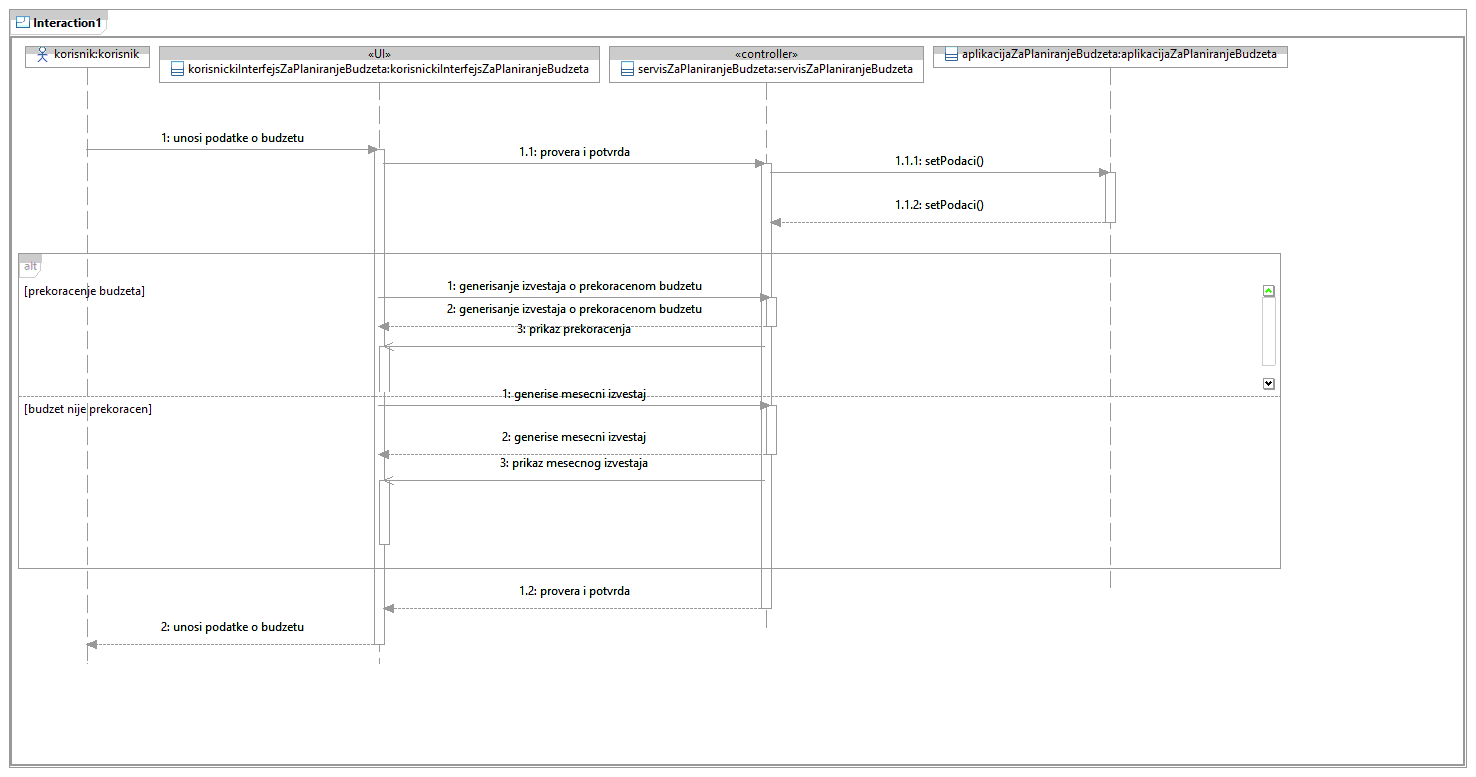 Interaction1
korisnik:korisnik
«UI»
korisnickiInterfejsZaPlaniranjeBudzeta:korisnickiInterfejsZaPlaniranjeBudzeta
«controller»
servisZaPlaniranjeBudzeta:servisZaPlaniranjeBudzeta
aplikacijaZaPlaniranjeBudzeta:aplikacijaZaPlaniranjeBudzeta
1: unosi podatke o budzetu
1.1: provera i potvrda
1.1.1: setPodaci()
1.1.2: setPodaci()
alt
[prekoracenje budzeta]
1: generisanje izvestaja o prekoracenom budzetu
2: generisanje izvestaja o prekoracenom budzetu
3: prikaz prekoracenja
1: generise mesecni izvestaj
[budzet nije prekoracen]
2: generise mesecni izvestaj
3: prikaz mesecnog izvestaja
1.2: provera i potvrda
2: unosi podatke o budzetu